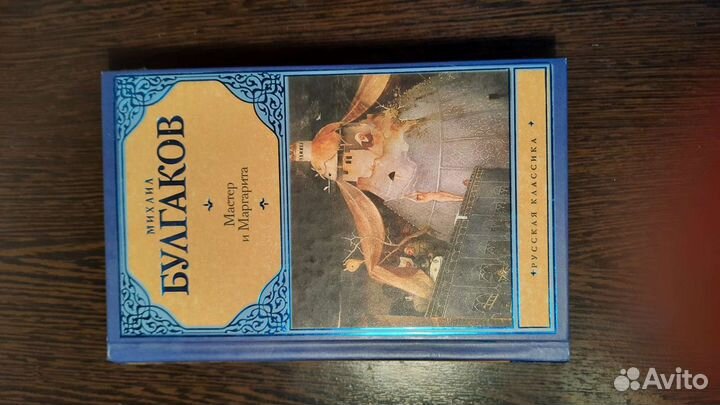 МИХАИЛ
БУЛГАКОВ
Мастер
и Маргарита
РУССКАЯ КЛАССИКА
Avito